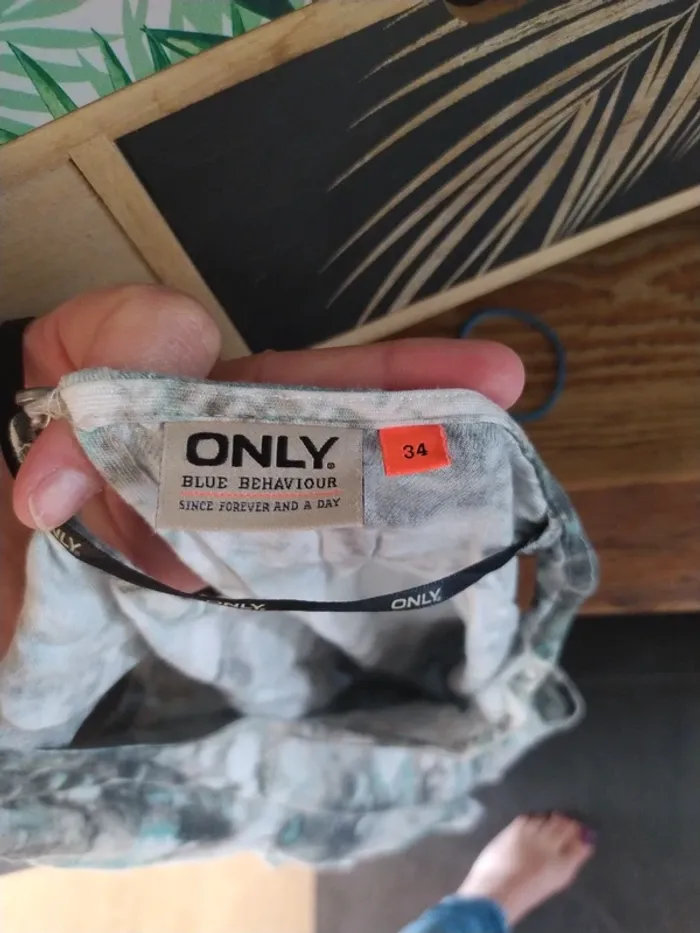 ONLY®
BLUE BEHAVIOUR
SINCE FOREVER AND A DAY
34
ONLY
ONLY
ONLY